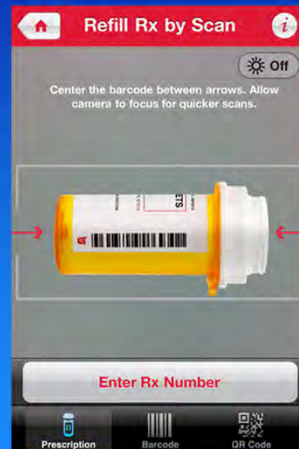 Refill Rx by Scan
i
Off
Center the barcode between arrows. Allow
camera to focus for quicker scans.
ETS
Enter Rx Number
Prescription
Barcode
QR Code